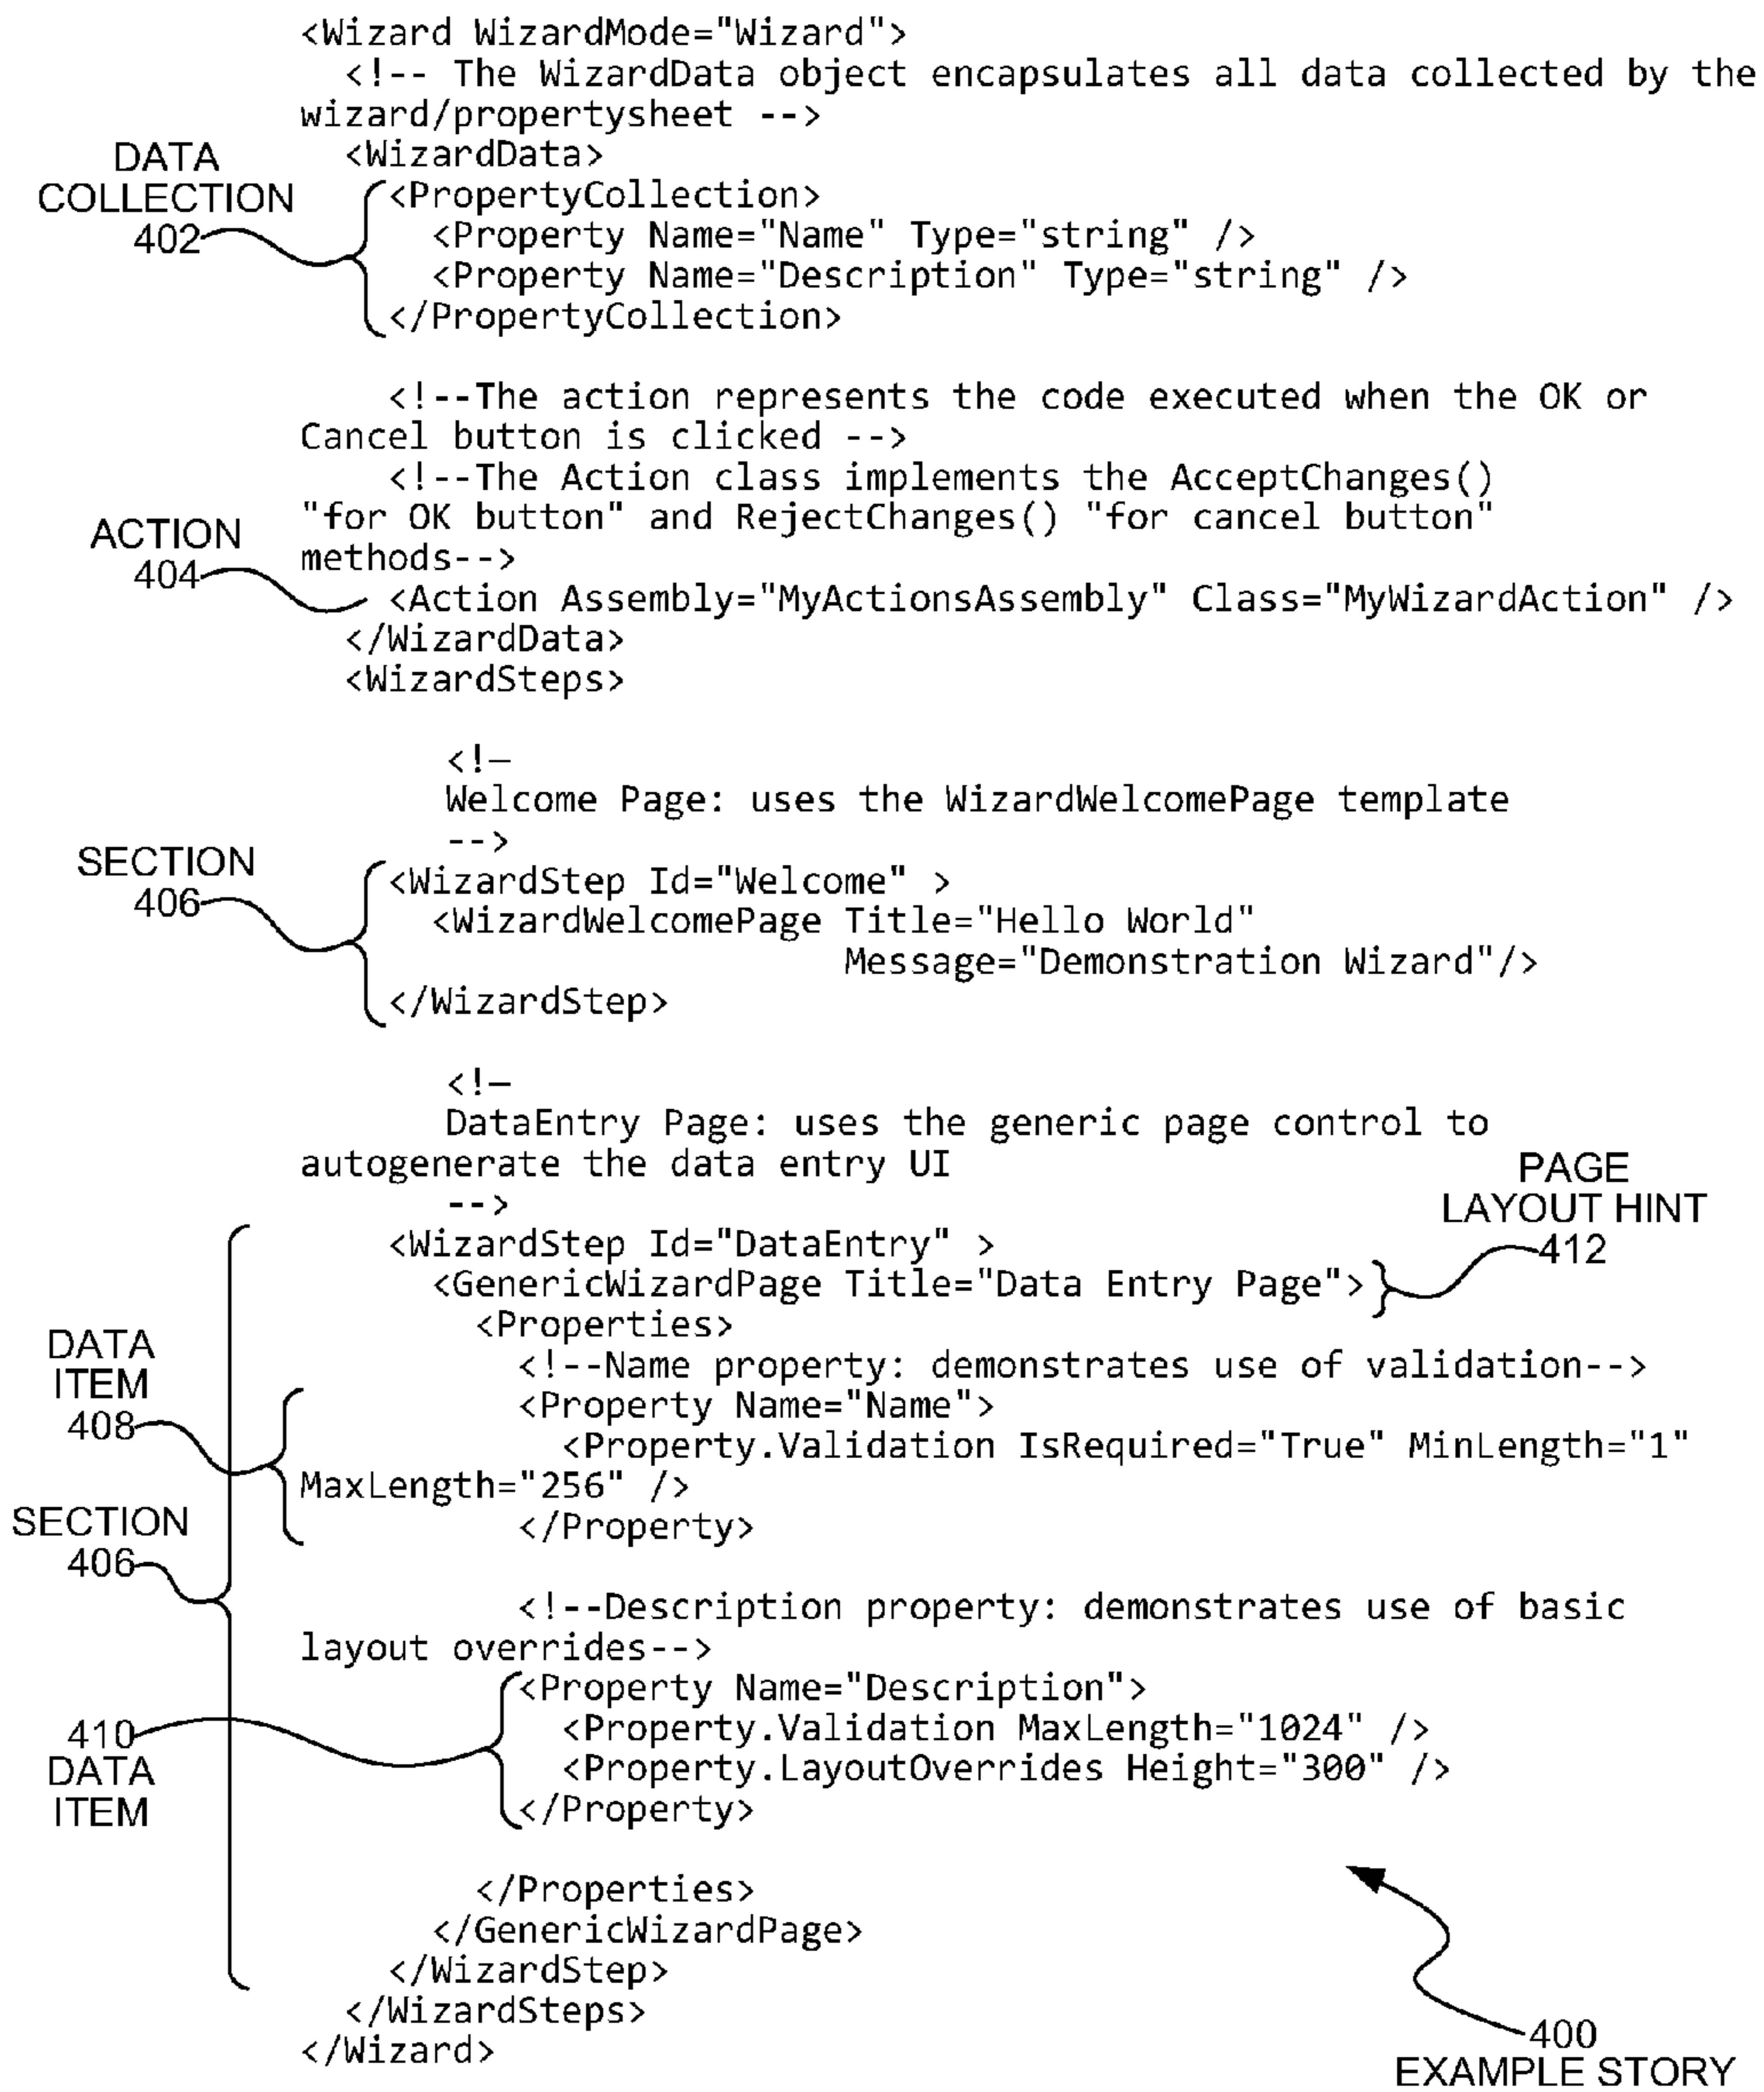 <Wizard WizardMode="Wizard">
<!-- The WizardData object encapsulates all data collected by the
wizard/propertysheet -->
<WizardData>
DATA
COLLECTION
402
<PropertyCollection>
<Property Name="Name" Type="string" />
<Property Name="Description" Type="string" />
</PropertyCollection>
<!--The action represents the code executed when the OK or
Cancel button is clicked -->
<!--The Action class implements the AcceptChanges()
"for OK button" and RejectChanges() "for cancel button"
methods-->
ACTION
404
<Action Assembly="MyActionsAssembly" Class="MyWizardAction" />
</WizardData>
<WizardSteps>
<!–
Welcome Page: uses the WizardWelcomePage template
-->
SECTION
406
<WizardStep Id="Welcome" >
<WizardWelcomePage Title="Hello World"
Message="Demonstration Wizard"/>
</WizardStep>
<!–
DataEntry Page: uses the generic page control to
autogenerate the data entry UI
-->
PAGE
LAYOUT HINT
412
<WizardStep Id="DataEntry" >
<GenericWizardPage Title="Data Entry Page">
<Properties>
<!--Name property: demonstrates use of validation-->
DATA
ITEM
408
<Property Name="Name">
<Property.Validation IsRequired="True" MinLength="1"
MaxLength="256" />
</Property>
SECTION
406
<!--Description property: demonstrates use of basic
layout overrides-->
410
DATA
ITEM
<Property Name="Description">
<Property.Validation MaxLength="1024" />
<Property.LayoutOverrides Height="300" />
</Property>
</Properties>
</GenericWizardPage>
</WizardStep>
</WizardSteps>
</Wizard>
400
EXAMPLE STORY